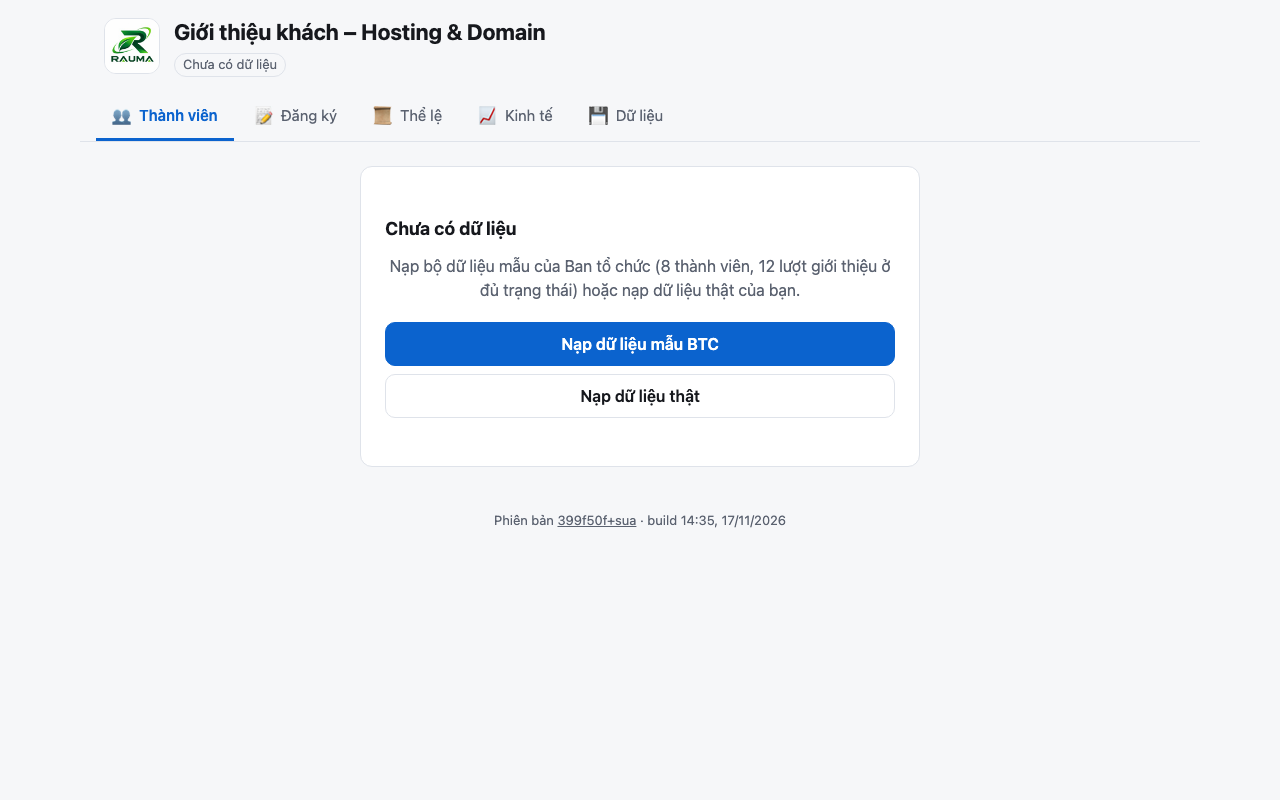 RAUMA
Giới thiệu khách – Hosting & Domain
Chưa có dữ liệu
Thành viên
Đăng ký
Thể lệ
Kinh tế
Dữ liệu
Chưa có dữ liệu
Nạp bộ dữ liệu mẫu của Ban tổ chức (8 thành viên, 12 lượt giới thiệu ở
đủ trạng thái) hoặc nạp dữ liệu thật của bạn.
Nạp dữ liệu mẫu BTC
Nạp dữ liệu thật
Phiên bản 399f50f+sua · build 14:35, 17/11/2026